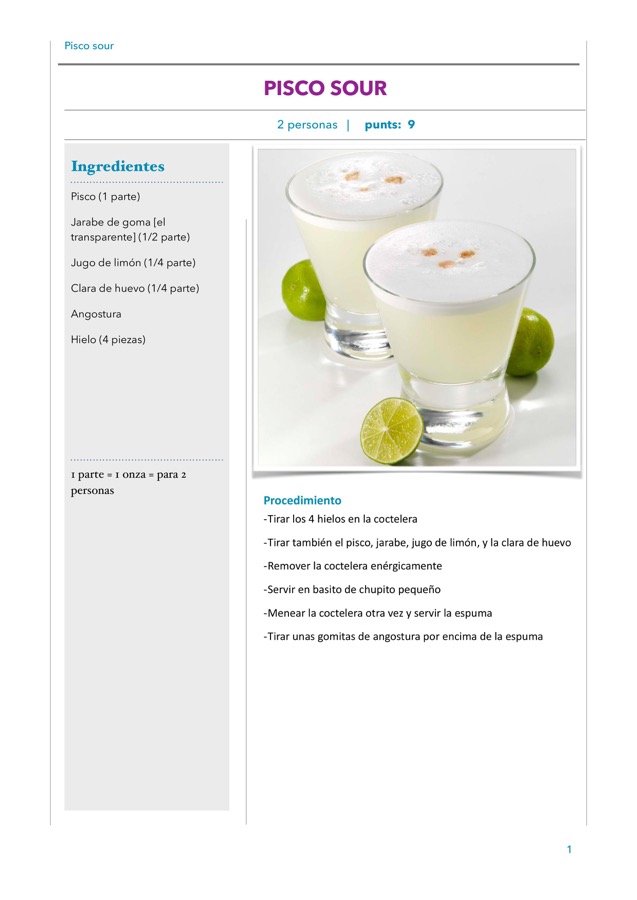 Pisco sour
PISCO SOUR
2 personas | punts: 9
Ingredientes
Pisco (1 parte)
Jarabe de goma [el
transparente] (1/2 parte)
Jugo de limón (1/4 parte)
Clara de huevo (1/4 parte)
Angostura
Hielo (4 piezas)
1 parte = 1 onza = para 2
personas
Procedimiento
-Tirar los 4 hielos en la coctelera
-Tirar también el pisco, jarabe, jugo de limón, y la clara de huevo
-Remover la coctelera enérgicamente
-Servir en basito de chupito pequeño
-Menear la coctelera otra vez y servir la espuma
-Tirar unas gomitas de angostura por encima de la espuma
1